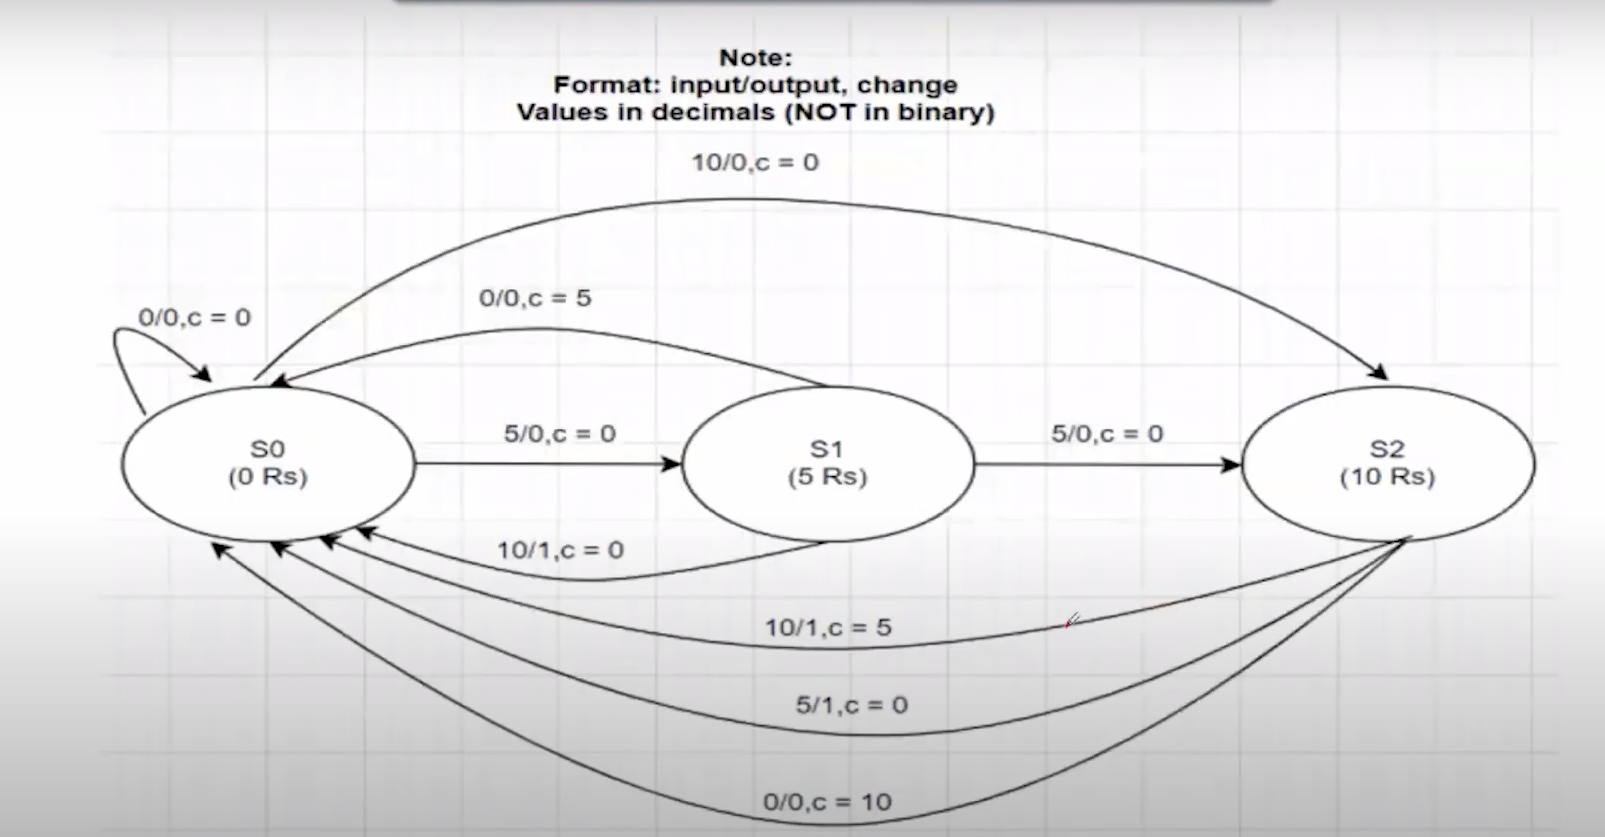 Note:
Format: input/output, change
Values in decimals (NOT in binary)
10/0,c = 0
0/0,c = 5
0/0,c = 0
5/0,c = 0
5/0,c = 0
S0
(0 Rs)
S1
(5 Rs)
S2
(10 Rs)
10/1,c = 0
10/1,c = 5
5/1,c = 0
0/0,c = 10